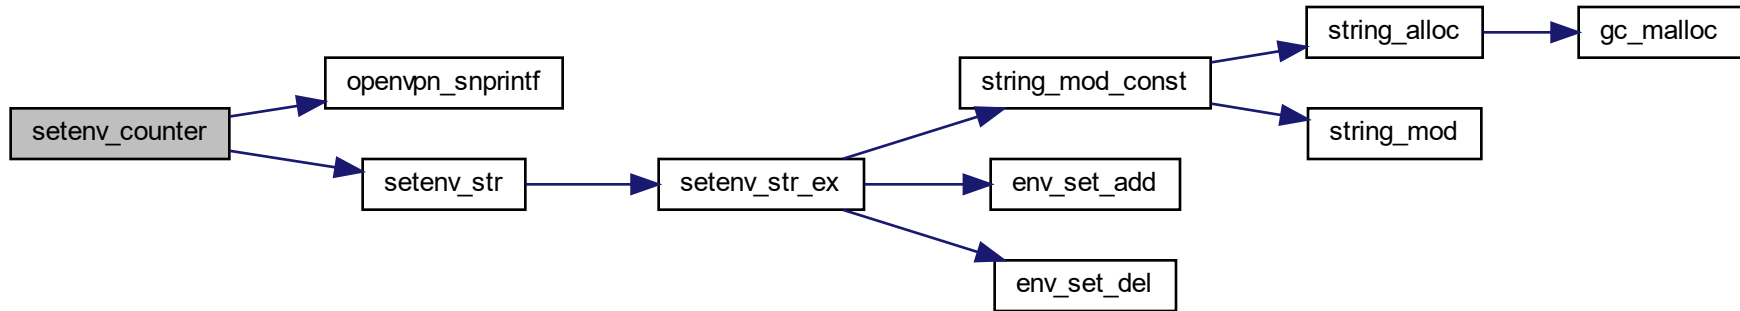 setenv_counter
openvpn_snprintf
setenv_str
setenv_str_ex
string_mod_const
env_set_add
env_set_del
string_alloc
string_mod
gc_malloc